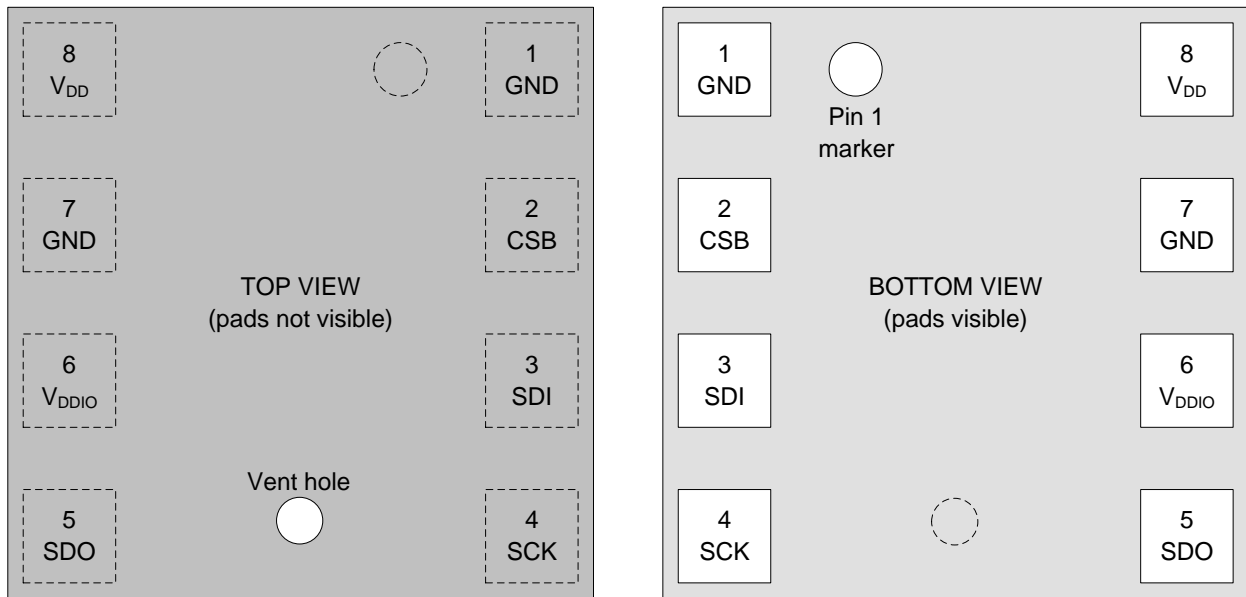 8
VDD
1
GND
7
GND
2
CSB
TOP VIEW
(pads not visible)
6
VDDIO
3
SDI
Vent hole
5
SDO
4
SCK
1
GND
Pin 1
marker
8
VDD
2
CSB
7
GND
BOTTOM VIEW
(pads visible)
3
SDI
6
VDDIO
4
SCK
5
SDO